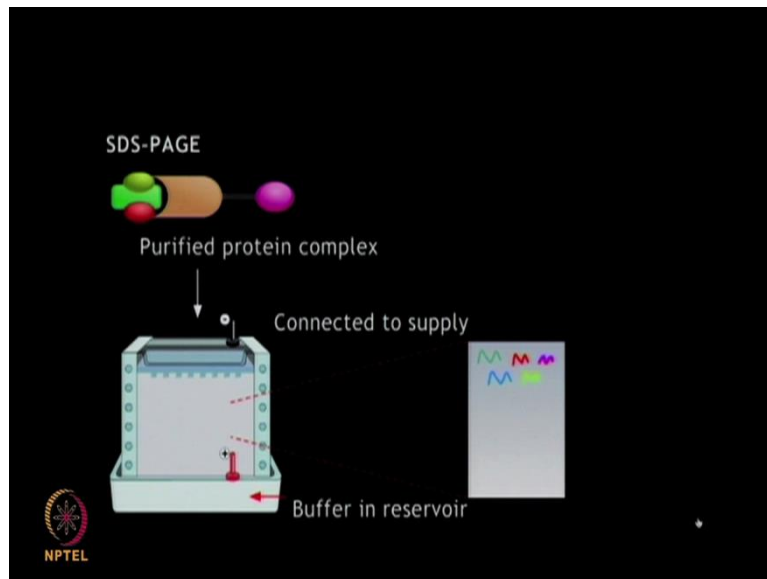 SDS-PAGE
Purified protein complex
Connected to supply
Buffer in reservoir
NPTEL